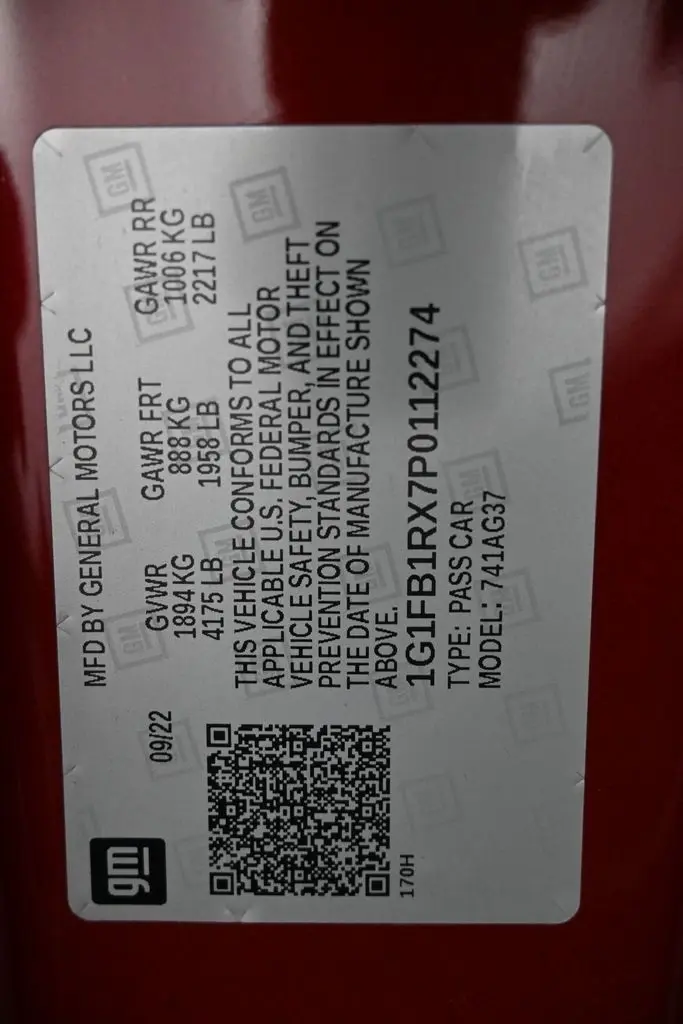 gm
09/22
MFD BY GENERAL MOTORS LLC
GVWR GAWR FRT GAWR RR
1894 KG 888 KG 1006 KG
4175 LB 1958 LB 2217 LB
THIS VEHICLE CONFORMS TO ALL
APPLICABLE U.S. FEDERAL MOTOR
VEHICLE SAFETY, BUMPER, AND THEFT
PREVENTION STANDARDS IN EFFECT ON
THE DATE OF MANUFACTURE SHOWN
ABOVE.
1G1FB1RX7P0112274
TYPE: PASS CAR
MODEL: 741AG37
170H